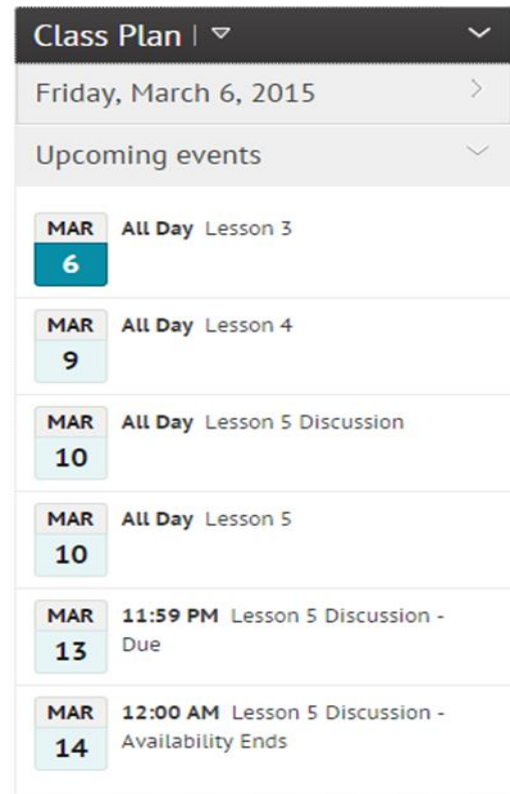 Class Plan |
Friday, March 6, 2015
Upcoming events
MAR
6
All Day Lesson 3
MAR
9
All Day Lesson 4
MAR
10
All Day Lesson 5 Discussion
MAR
10
All Day Lesson 5
MAR
13
11:59 PM Lesson 5 Discussion -
Due
MAR
14
12:00 AM Lesson 5 Discussion -
Availability Ends